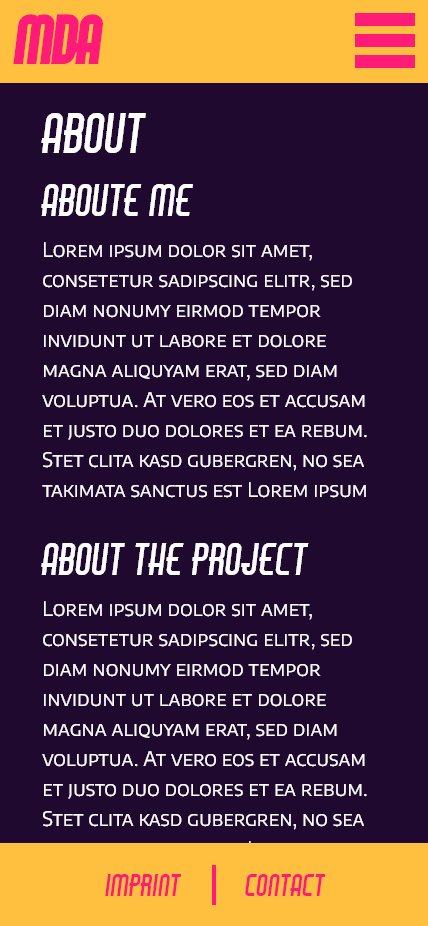 MDA
ABOUT
ABOUTE ME
Lorem ipsum dolor sit amet,
consetetur sadipscing elitr, sed
diam nonumy eirmod tempor
invidunt ut labore et dolore
magna aliquyam erat, sed diam
voluptua. At vero eos et accusam
et justo duo dolores et ea rebum.
Stet clita kasd gubergren, no sea
takimata sanctus est Lorem ipsum
ABOUT THE PROJECT
Lorem ipsum dolor sit amet,
consetetur sadipscing elitr, sed
diam nonumy eirmod tempor
invidunt ut labore et dolore
magna aliquyam erat, sed diam
voluptua. At vero eos et accusam
et justo duo dolores et ea rebum.
Stet clita kasd gubergren, no sea
IMPRINT | CONTACT